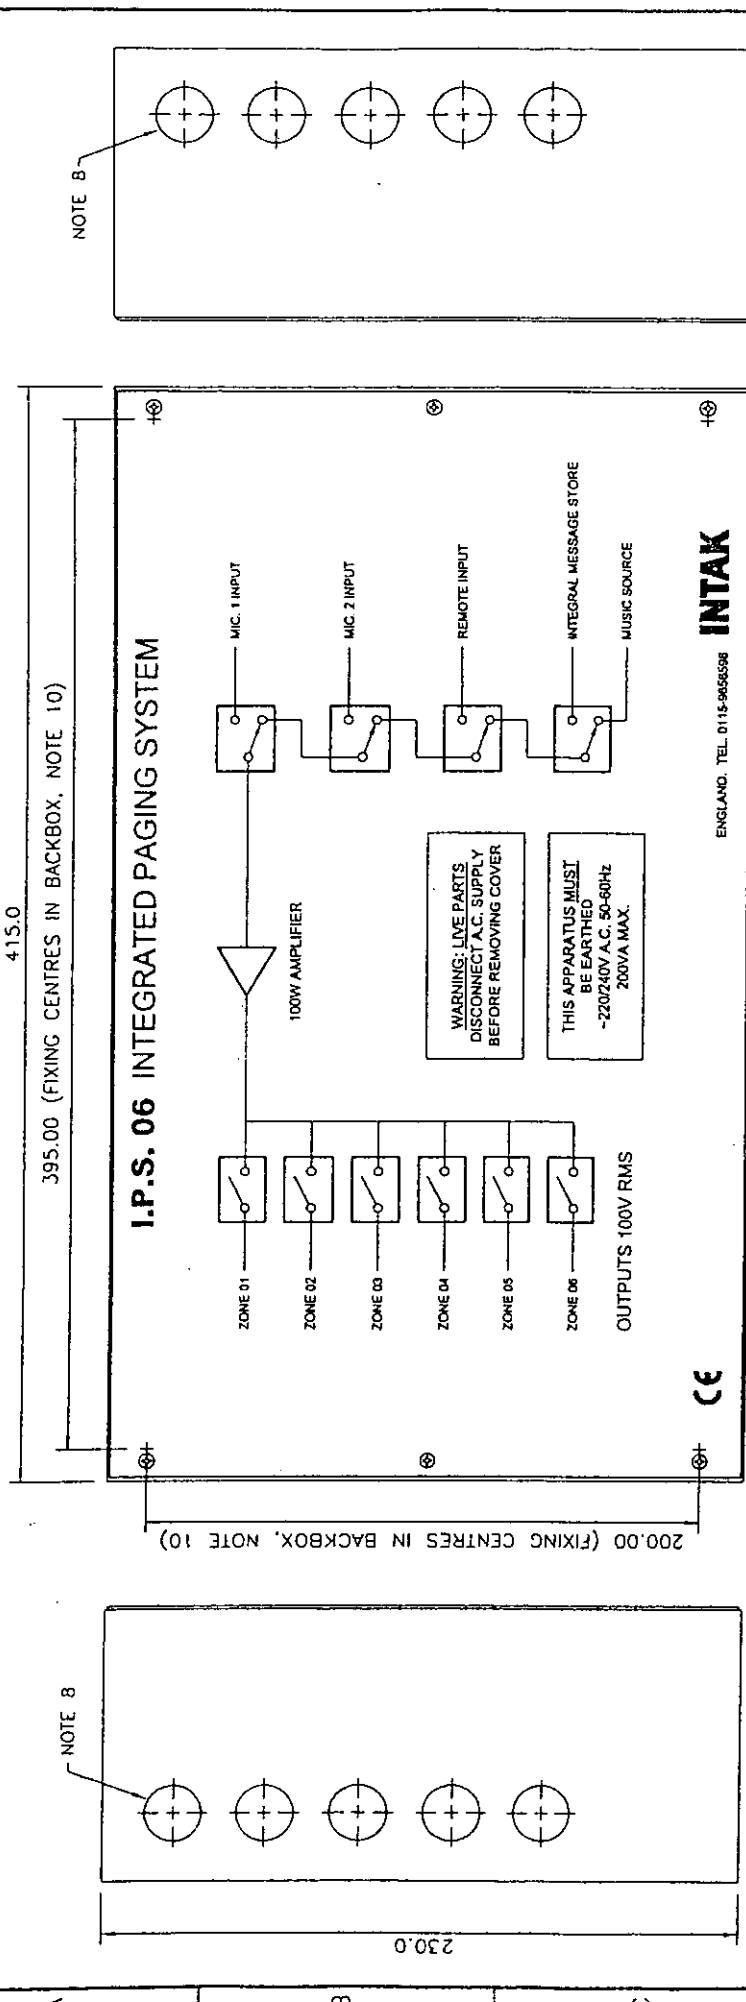 415.0
395.00 (FIXING CENTRES IN BACKBOX, NOTE 10)
NOTE 8
NOTE 8
230.0
200.00 (FIXING CENTRES IN BACKBOX, NOTE 10)
I.P.S. 06 INTEGRATED PAGING SYSTEM
ZONE 01
ZONE 02
ZONE 03
ZONE 04
ZONE 05
ZONE 06
OUTPUTS 100V RMS
100W AMPLIFIER
MIC. 1 INPUT
MIC. 2 INPUT
REMOTE INPUT
INTEGRAL MESSAGE STORE
MUSIC SOURCE
WARNING: LIVE PARTS
DISCONNECT A.C. SUPPLY
BEFORE REMOVING COVER
THIS APPARATUS MUST
BE EARTHED
~220/240V A.C. 50-60Hz
200VA MAX.
CE
ENGLAND. TEL. 0115-9656598
INTAK
B